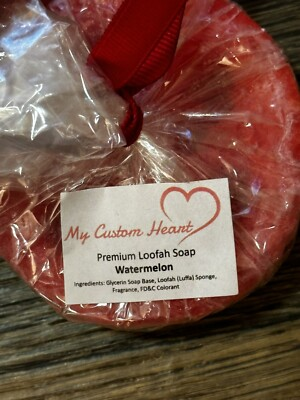 My Custom Heart
Premium Loofah Soap
Watermelon
Ingredients: Glycerin Soap Base, Loofah (Luffa) Sponge,
Fragrance, FD&C Colorant